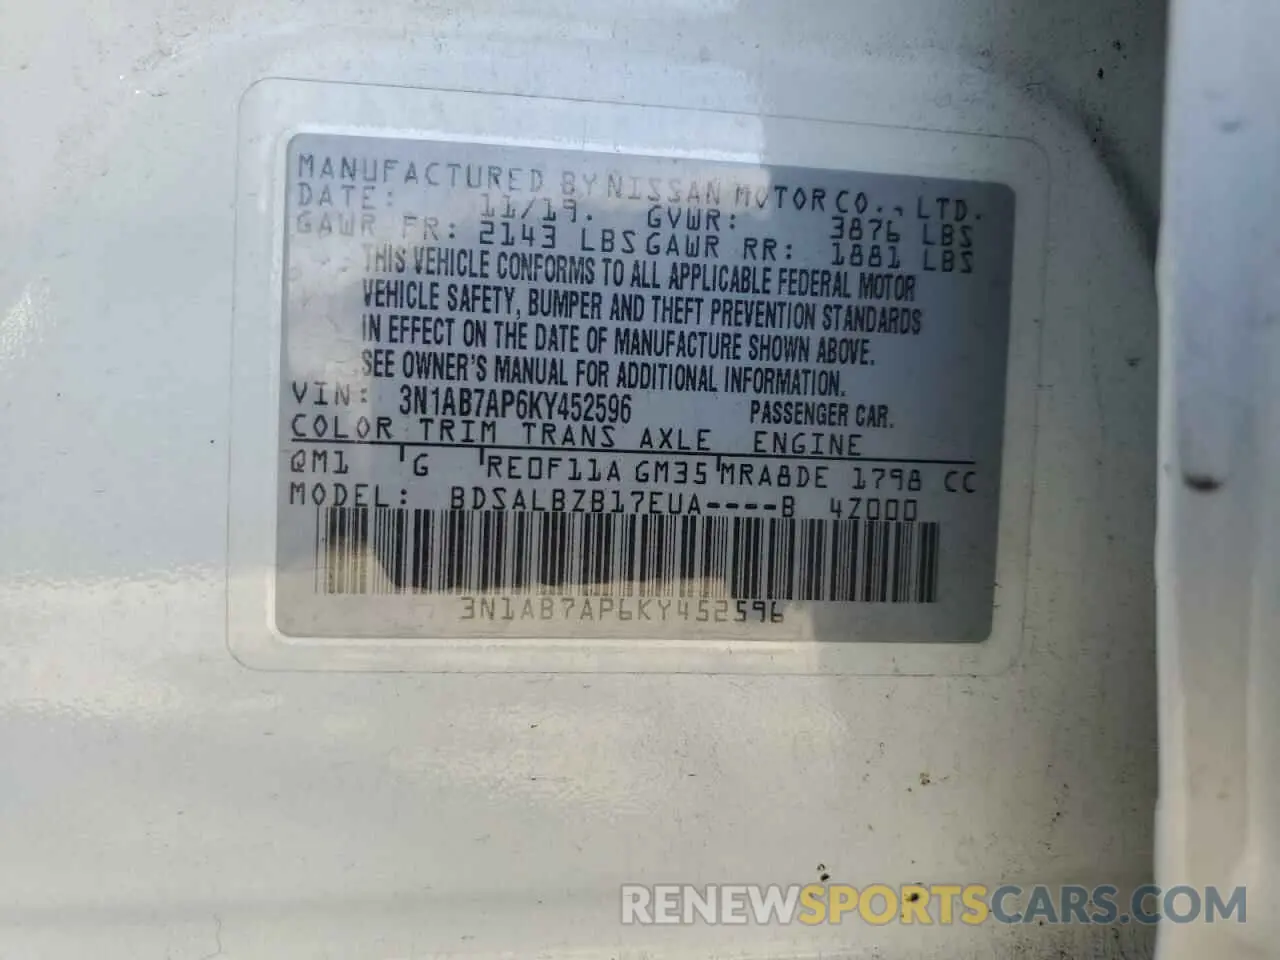 MANUFACTURED BY NISSAN MOTOR CO., LTD.
DATE: 11/19. GVWR: 3876 LBS
GAWR FR: 2143 LBS GAWR RR: 1881 LBS
THIS VEHICLE CONFORMS TO ALL APPLICABLE FEDERAL MOTOR
VEHICLE SAFETY, BUMPER AND THEFT PREVENTION STANDARDS
IN EFFECT ON THE DATE OF MANUFACTURE SHOWN ABOVE.
SEE OWNER'S MANUAL FOR ADDITIONAL INFORMATION.
VIN: 3N1AB7AP6KY452596 PASSENGER CAR.
COLOR TRIM TRANS AXLE ENGINE
QM1 G RE0F11A GM35 MRA8DE 1798 CC
MODEL: BDSALBZB17EUA----B 4Z000
3N1AB7AP6KY452596
RENEWSPORTSCARS.COM